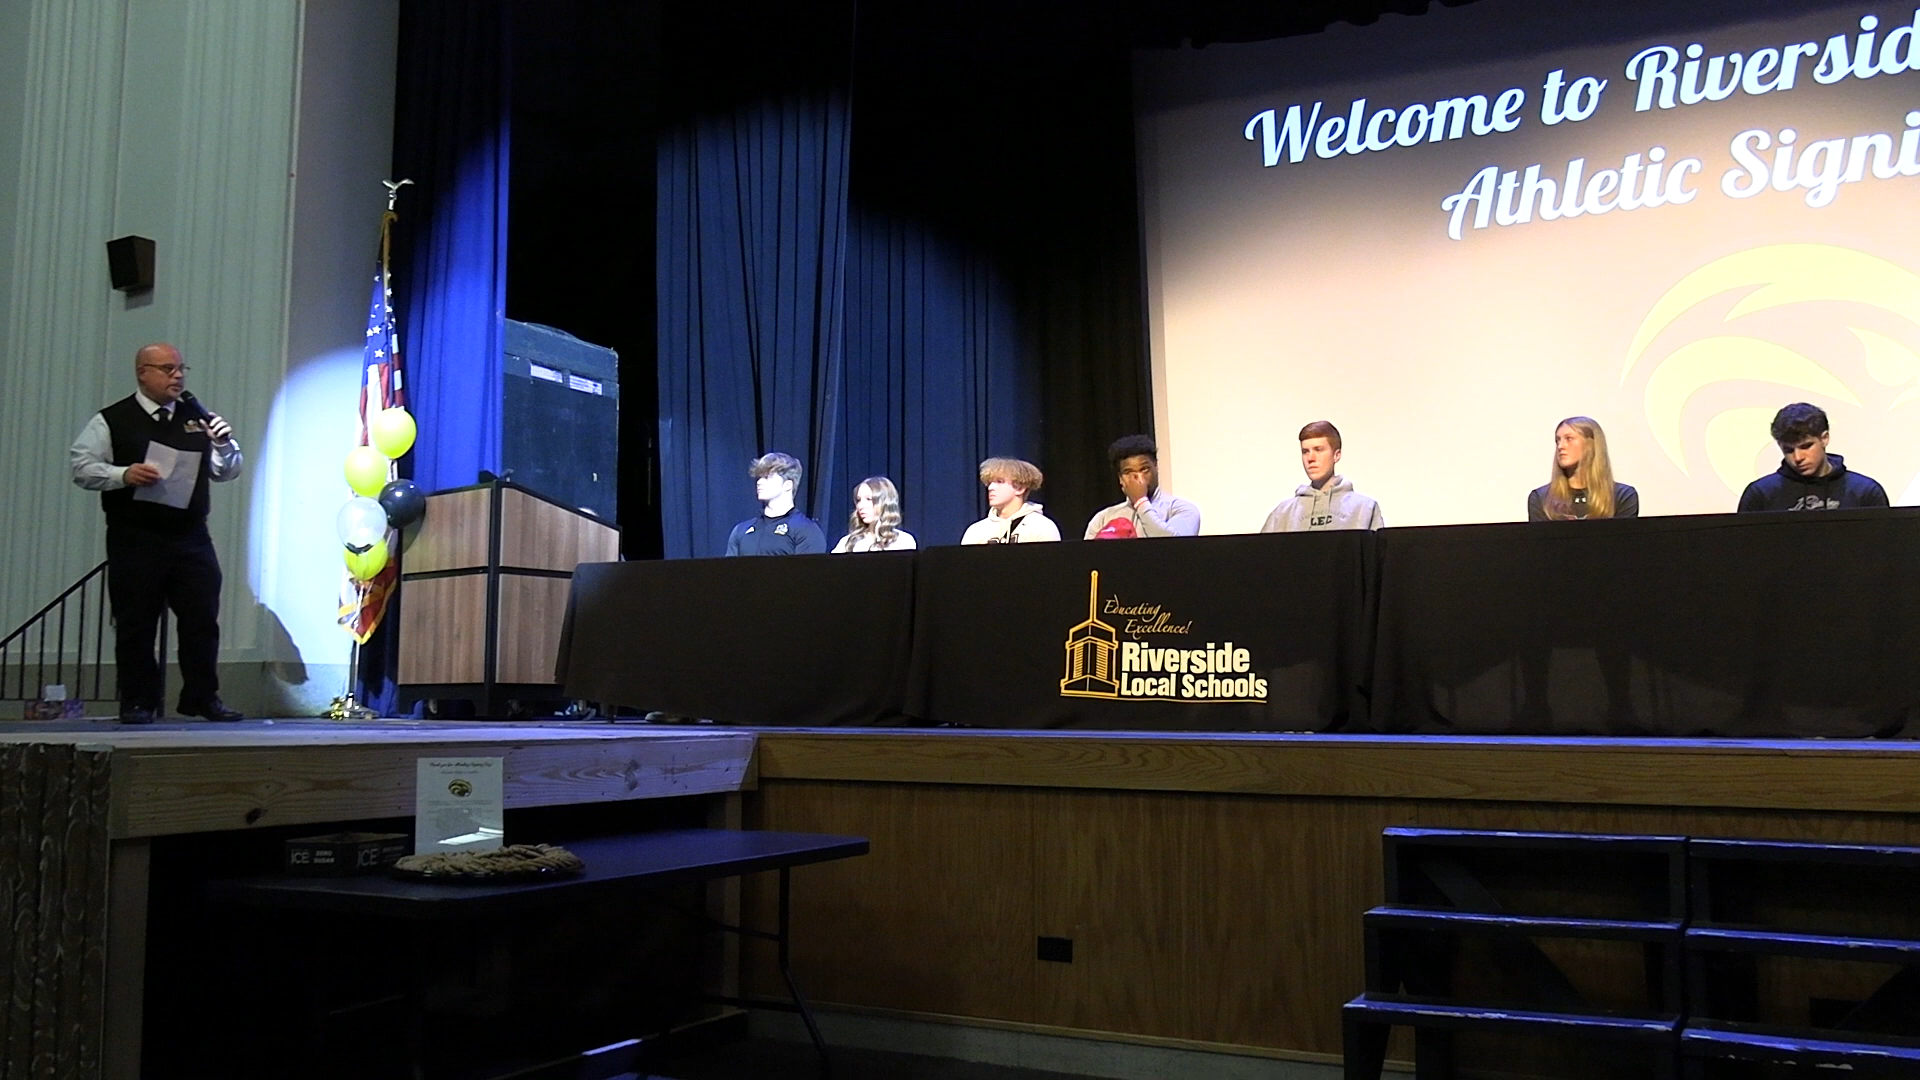 Welcome to Riversid
Athletic Signi
LEC
Educating
Excellence!
Riverside
Local Schools
ICE
ICE